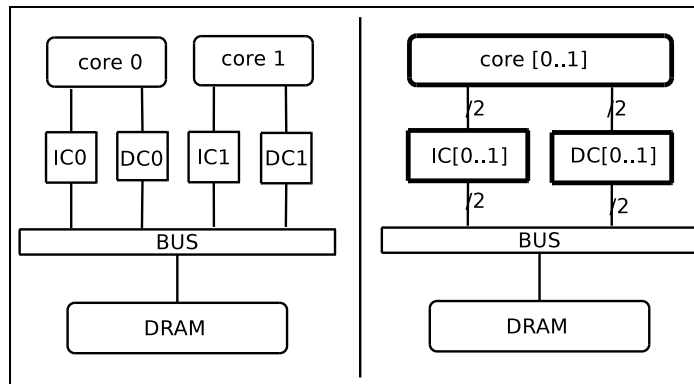 core 0
core 1
IC0
DC0
IC1
DC1
BUS
DRAM
core [0..1]
/2
/2
IC[0..1]
DC[0..1]
/2
/2
BUS
DRAM